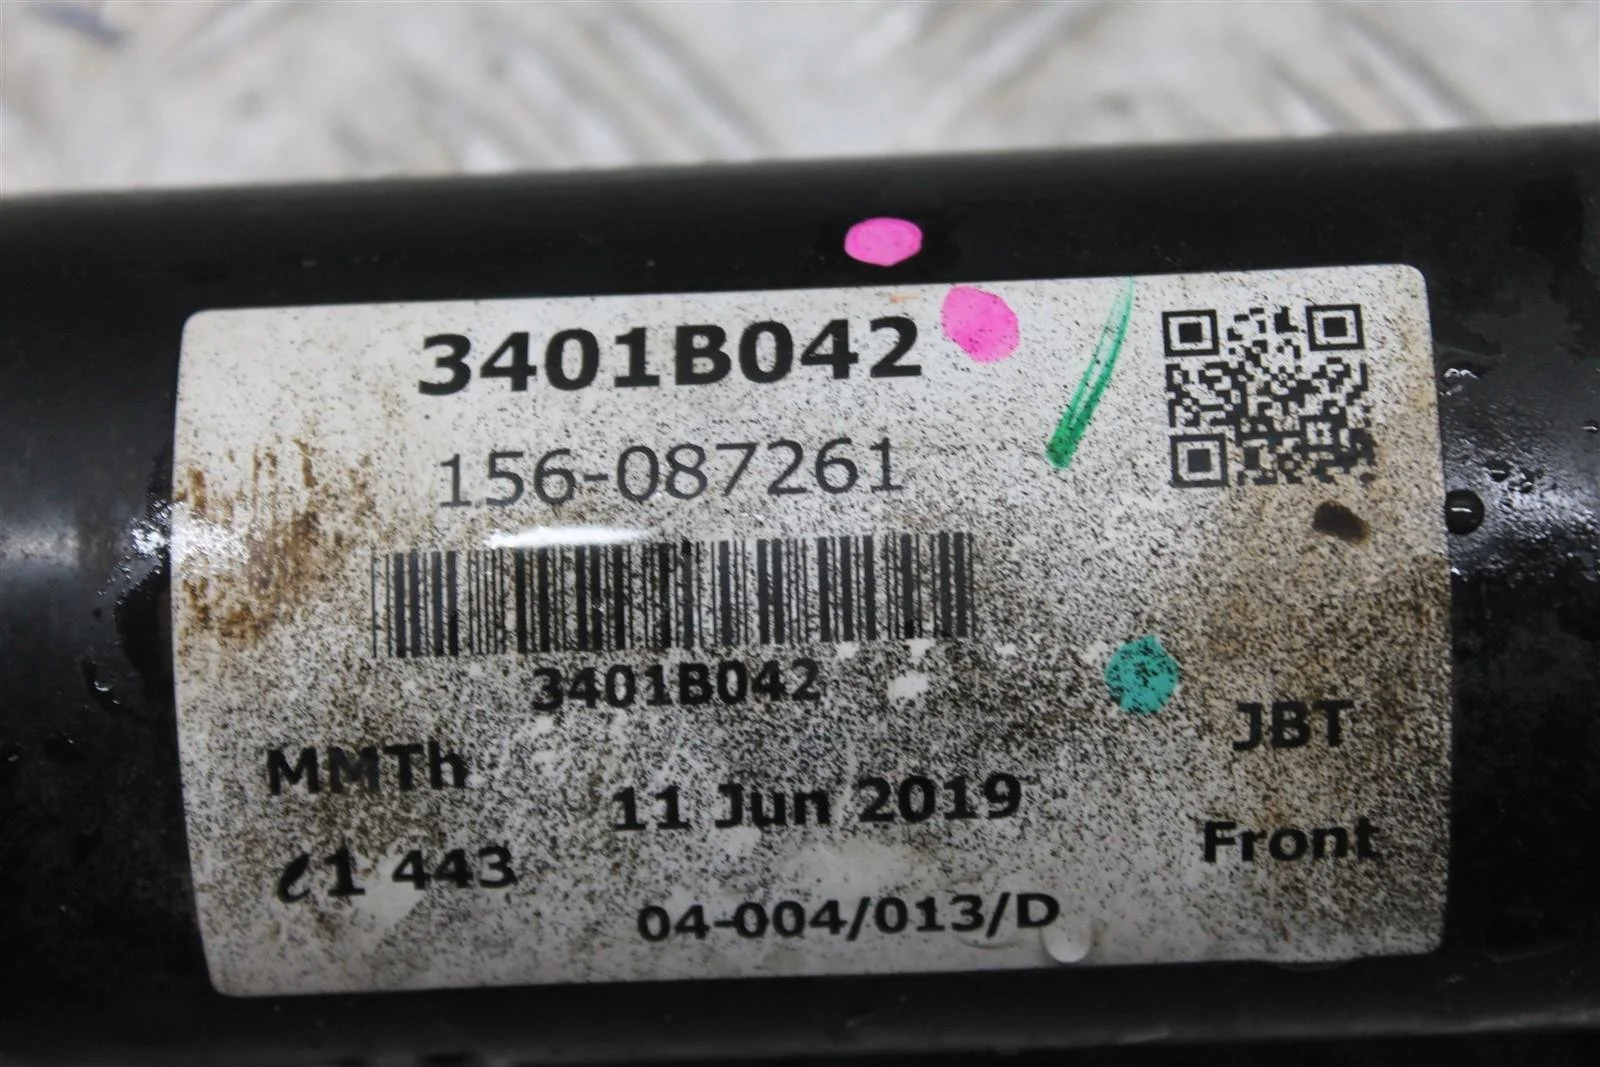 3401B042
156-087261
3401B042
MMTh
JBT
11 Jun 2019
Front
1 443
04-004/013/D